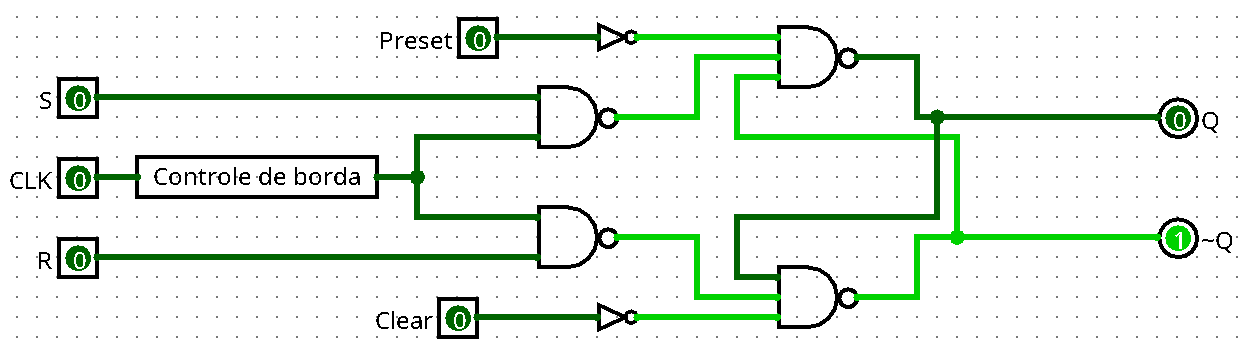 Preset 0
S 0
CLK 0 Controle de borda
R 0
Clear 0
0 Q
1 ~Q